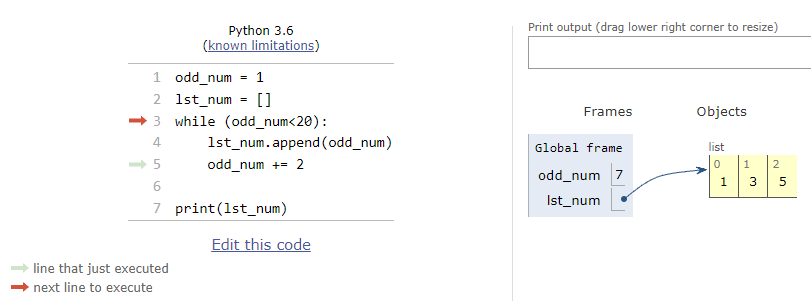 Python 3.6
(known limitations)
1 odd_num = 1
2 lst_num = []
3 while (odd_num<20):
4     lst_num.append(odd_num)
5     odd_num += 2
6
7 print(lst_num)
Edit this code
line that just executed
next line to execute
Print output (drag lower right corner to resize)
Frames Objects
Global frame
odd_num 7
lst_num
list
0 1 2
1 3 5